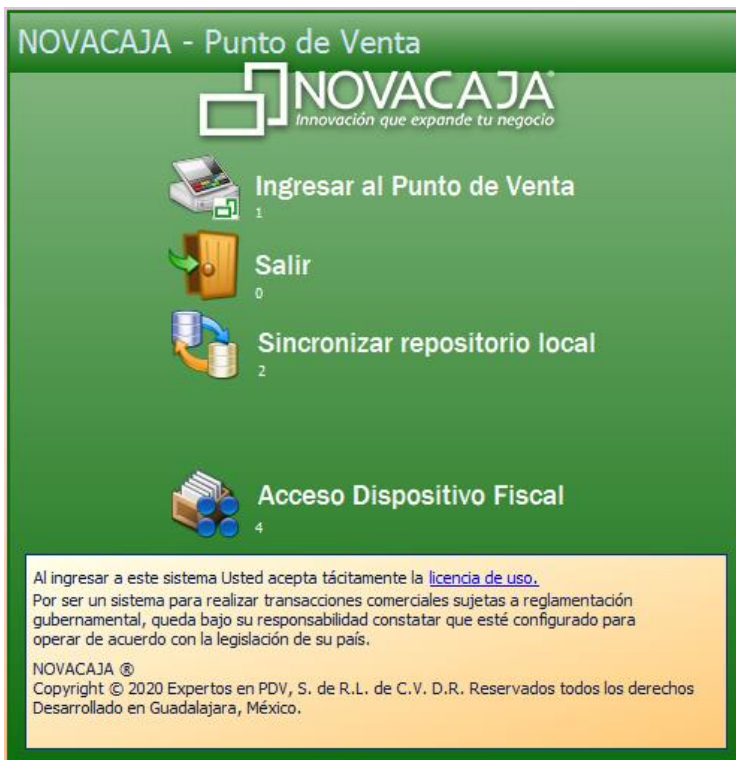 NOVACAJA - Punto de Venta
NOVACAJA®
Innovación que expande tu negocio
Ingresar al Punto de Venta
1
Salir
0
Sincronizar repositorio local
2
Acceso Dispositivo Fiscal
4
Al ingresar a este sistema Usted acepta tácitamente la licencia de uso.
Por ser un sistema para realizar transacciones comerciales sujetas a reglamentación
gubernamental, queda bajo su responsabilidad constatar que esté configurado para
operar de acuerdo con la legislación de su país.
NOVACAJA ®
Copyright © 2020 Expertos en PDV, S. de R.L. de C.V. D.R. Reservados todos los derechos
Desarrollado en Guadalajara, México.